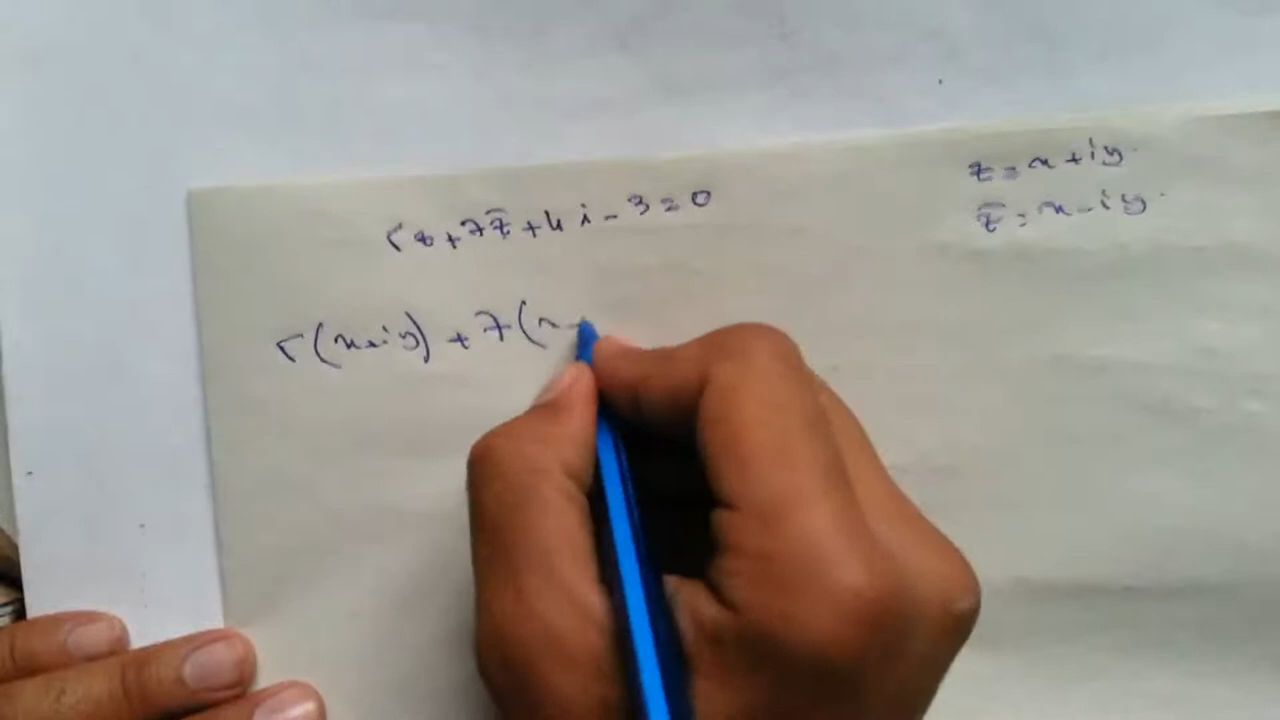 5z + 7z̄ + 4i - 3 = 0
z = x + iy
z̄ = x - iy
5(x + iy) + 7(x -